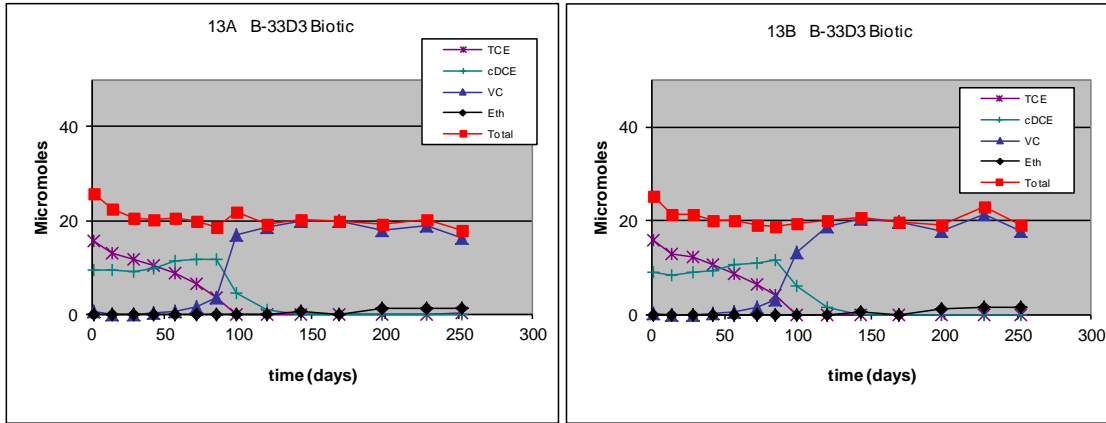 13A B-33D3 Biotic
TCE
cDCE
VC
Eth
Total
Micromoles
40
20
0
0 50 100 150 200 250 300
time (days)
13B B-33D3 Biotic
TCE
cDCE
VC
Eth
Total
Micromoles
40
20
0
0 50 100 150 200 250 300
time (days)